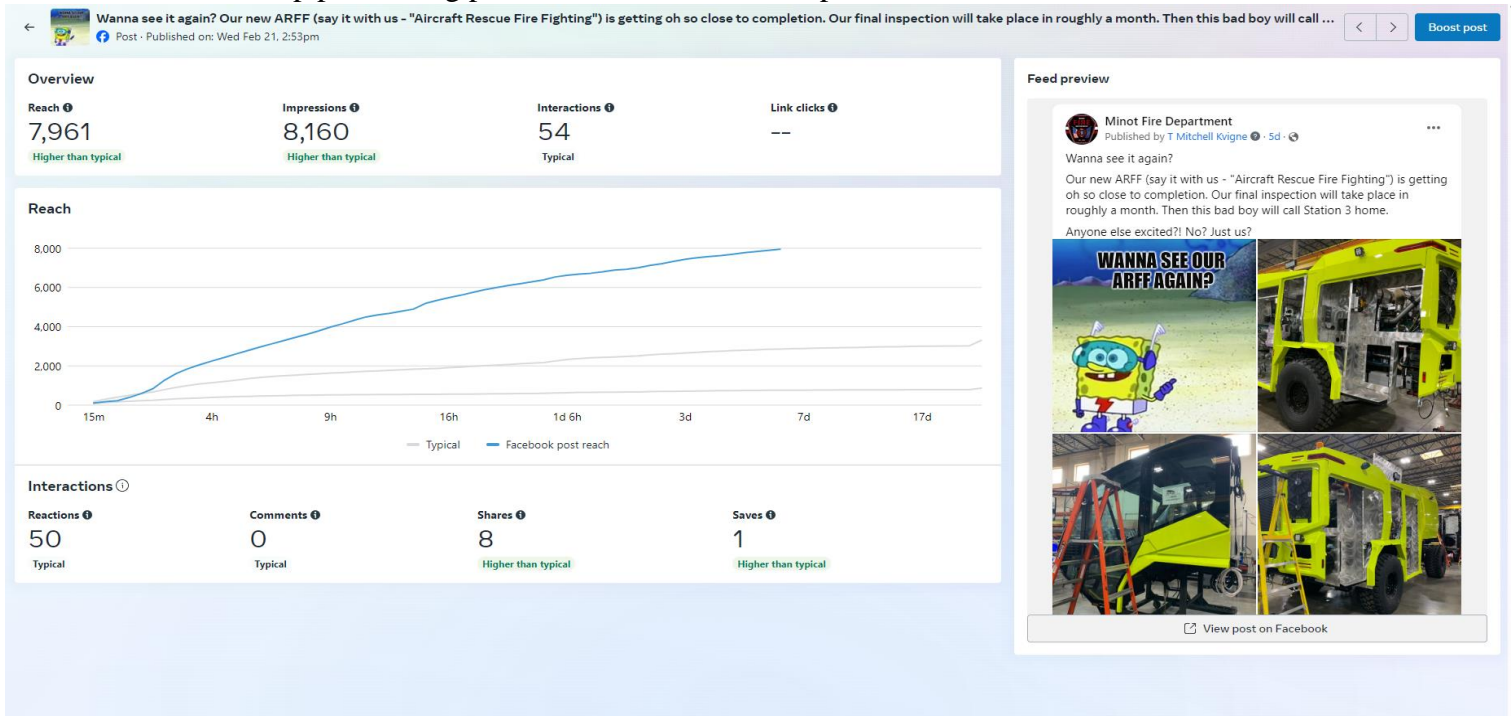 Wanna see it again? Our new ARFF (say it with us - "Aircraft Rescue Fire Fighting") is getting oh so close to completion. Our final inspection will take place in roughly a month. Then this bad boy will call ...
Post · Published on: Wed Feb 21, 2:53pm
Boost post
Overview
Reach
Impressions
Interactions
Link clicks
7,961
8,160
54
--
Higher than typical
Higher than typical
Typical
Reach
8,000
6,000
4,000
2,000
0
15m
4h
9h
16h
1d 6h
3d
7d
17d
Typical
Facebook post reach
Interactions
Reactions
Comments
Shares
Saves
50
0
8
1
Typical
Typical
Higher than typical
Higher than typical
Feed preview
Minot Fire Department
Published by T Mitchell Kvigne · 5d ·
Wanna see it again?
Our new ARFF (say it with us - "Aircraft Rescue Fire Fighting") is getting
oh so close to completion. Our final inspection will take place in
roughly a month. Then this bad boy will call Station 3 home.
Anyone else excited?! No? Just us?
WANNA SEE OUR
ARFF AGAIN?
View post on Facebook